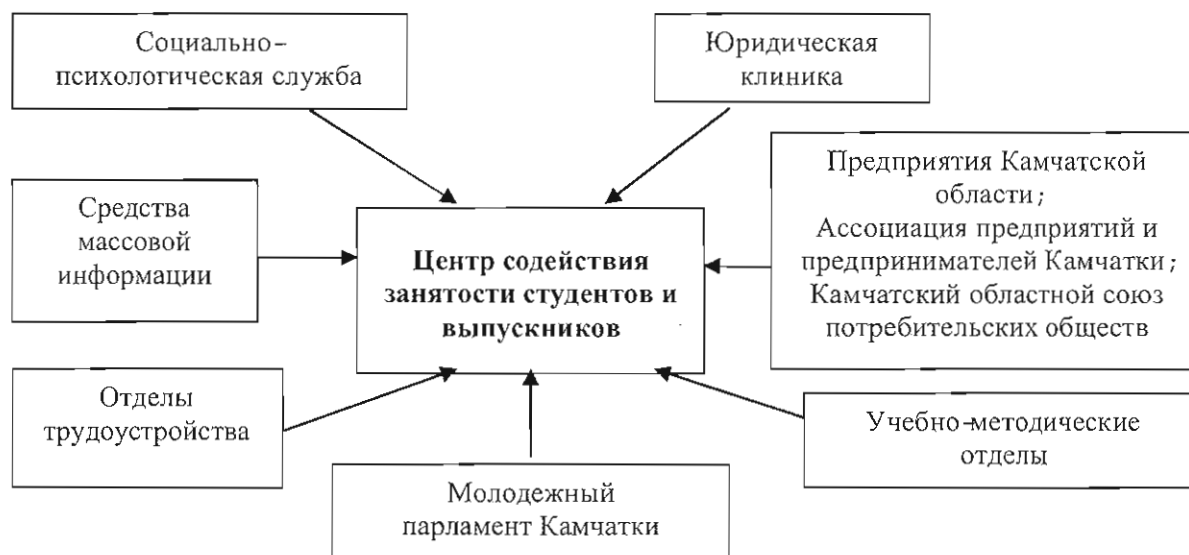 Социально-
психологическая служба
Юридическая
клиника
Средства
массовой
информации
Центр содействия
занятости студентов и
выпускников
Предприятия Камчатской
области;
Ассоциация предприятий и
предпринимателей Камчатки;
Камчатский областной союз
потребительских обществ
Отделы
трудоустройства
Молодежный
парламент Камчатки
Учебно-методические
отделы